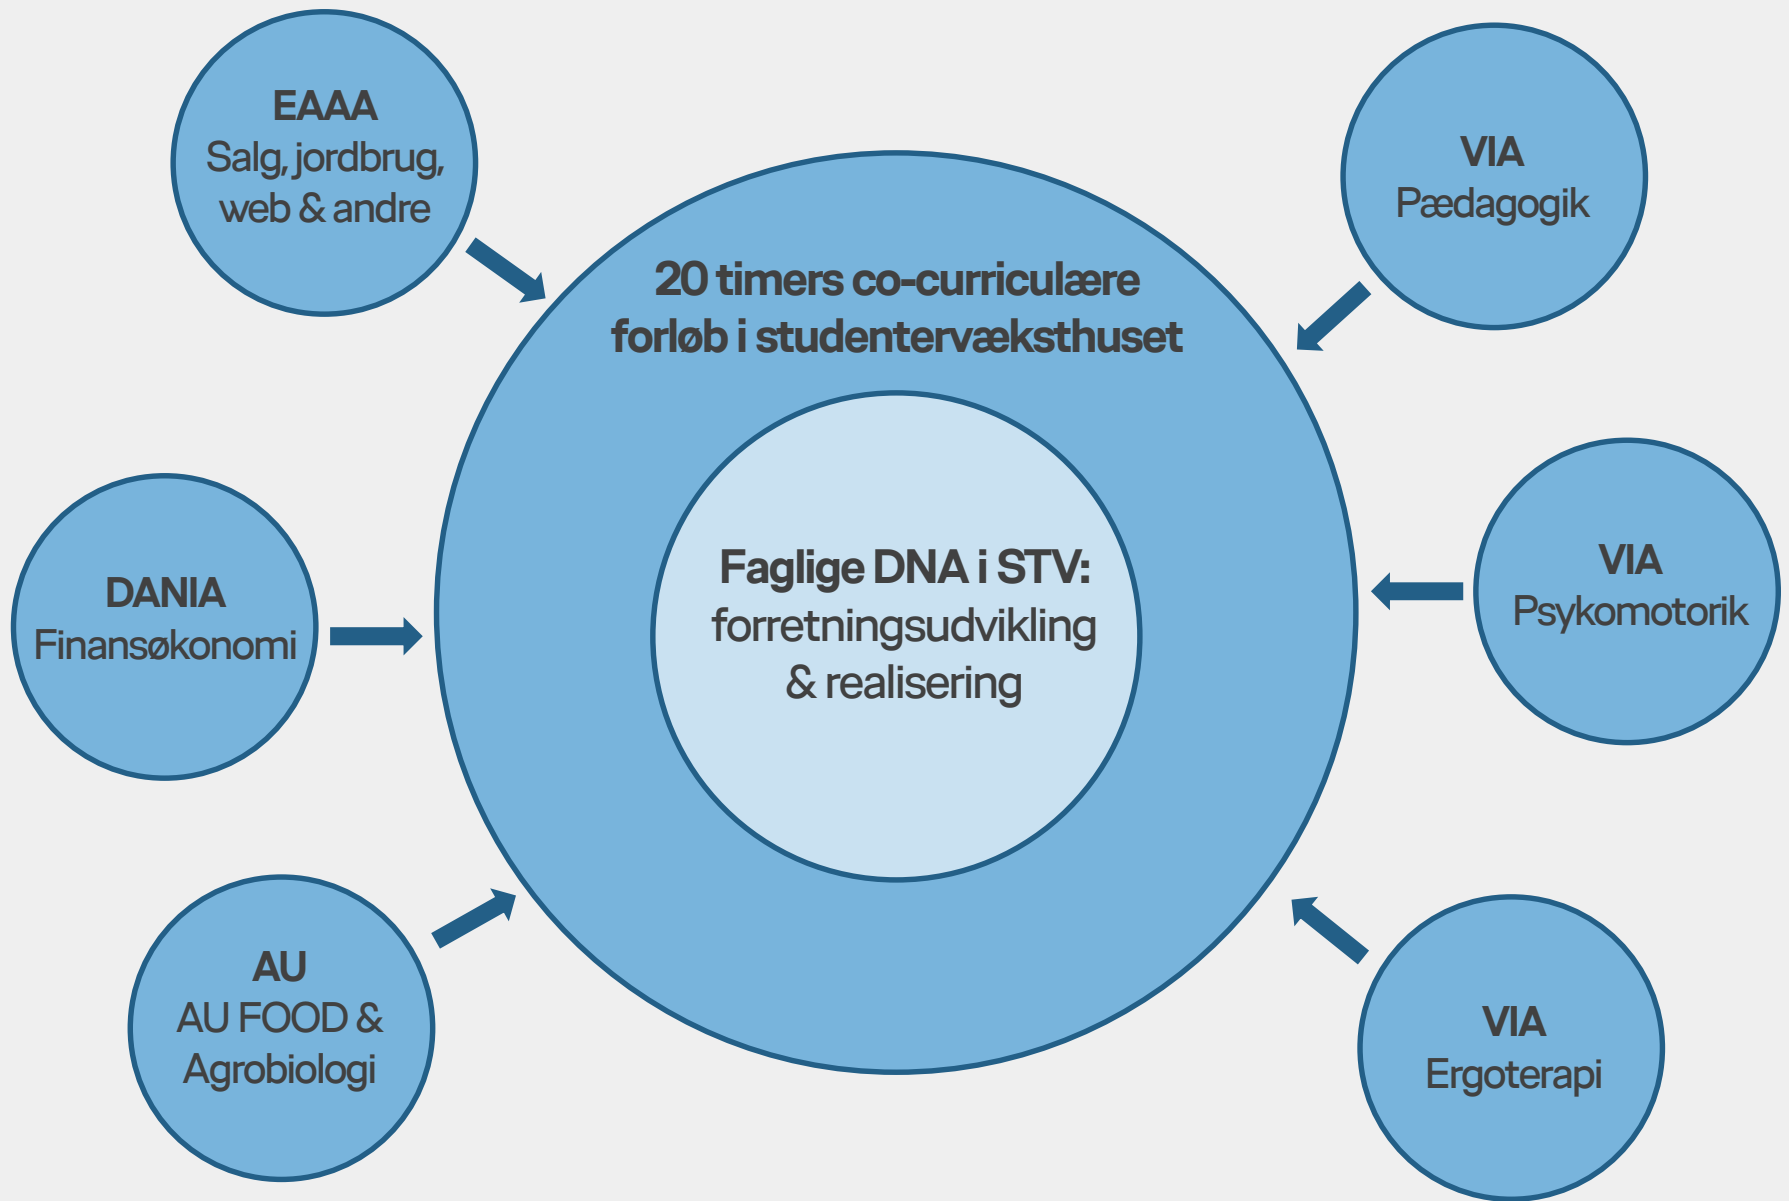 EAAA
Salg, jordbrug,
web & andre
VIA
Pædagogik
20 timers co-curriculære
forløb i studentervæksthuset
DANIA
Finansøkonomi
Faglige DNA i STV:
forretningsudvikling
& realisering
VIA
Psykomotorik
AU
AU FOOD &
Agrobiologi
VIA
Ergoterapi